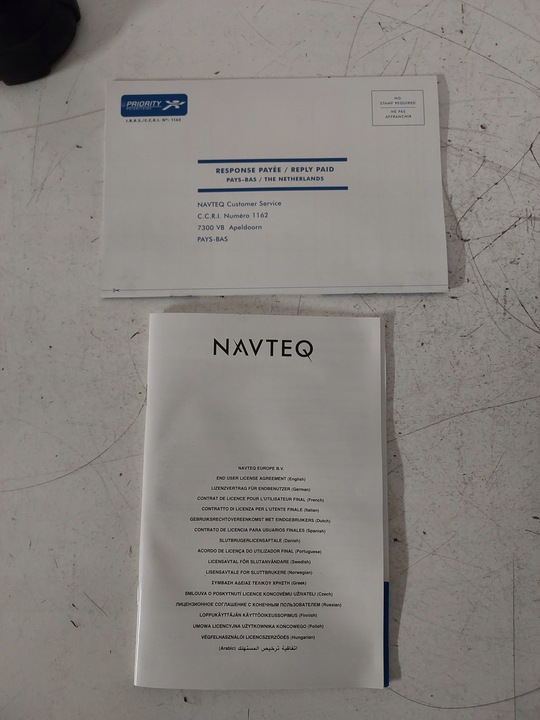 PRIORITY
I.B.R.S./C.C.R.I. N°: 1162
NO
STAMP REQUIRED
NE PAS
AFFRANCHIR
RESPONSE PAYÉE / REPLY PAID
PAYS-BAS / THE NETHERLANDS
NAVTEQ Customer Service
C.C.R.I. Numéro 1162
7300 VB Apeldoorn
PAYS-BAS
NAVTEQ
NAVTEQ EUROPE B.V.
END USER LICENSE AGREEMENT (English)
LIZENZVERTRAG FÜR ENDBENUTZER (German)
CONTRAT DE LICENCE POUR L'UTILISATEUR FINAL (French)
CONTRATTO DI LICENZA PER L'UTENTE FINALE (Italian)
GEBRUIKSRECHTOVEREENKOMST MET EINDGEBRUIKERS (Dutch)
CONTRATO DE LICENCIA PARA USUARIOS FINALES (Spanish)
SLUTBRUGERLICENSAFTALE (Danish)
ACORDO DE LICENÇA DO UTILIZADOR FINAL (Portuguese)
LICENSAVTAL FÖR SLUTANVÄNDARE (Swedish)
LISENSAVTALE FOR SLUTTBRUKERE (Norwegian)
ΣΥΜΒΑΣΗ ΑΔΕΙΑΣ ΤΕΛΙΚΟΥ ΧΡΗΣΤΗ (Greek)
SMLOUVA O POSKYTNUTÍ LICENCE KONCOVÉMU UŽIVATELI (Czech)
ЛИЦЕНЗИОННОЕ СОГЛАШЕНИЕ С КОНЕЧНЫМ ПОЛЬЗОВАТЕЛЕМ (Russian)
LOPPUKÄYTTÄJÄN KÄYTTÖOIKEUSSOPIMUS (Finnish)
UMOWA LICENCYJNA UŻYTKOWNIKA KOŃCOWEGO (Polish)
VÉGFELHASZNÁLÓI LICENCSZERZŐDÉS (Hungarian)
اتفاقية ترخيص المستهلك (Arabic)